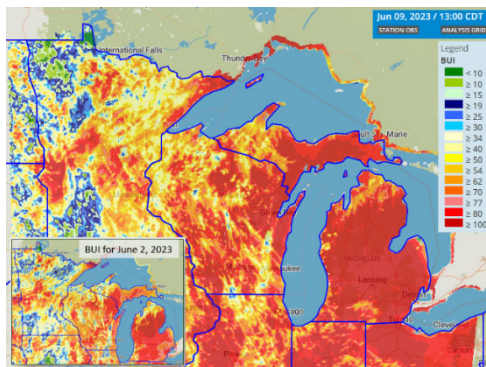 Jun 09, 2023 / 13:00 CDT
STATION OBS ANALYSIS GRID
Legend
BUI
< 10
≥ 10
≥ 15
≥ 19
≥ 25
≥ 30
≥ 34
≥ 40
≥ 50
≥ 54
≥ 62
≥ 70
≥ 77
≥ 80
≥ 100
International Falls
Thunder Bay
Sault Ste. Marie
MICHIGAN
Lansing
Detroit
Toledo
Cleveland
Canton
Chicago
BUI for June 2, 2023